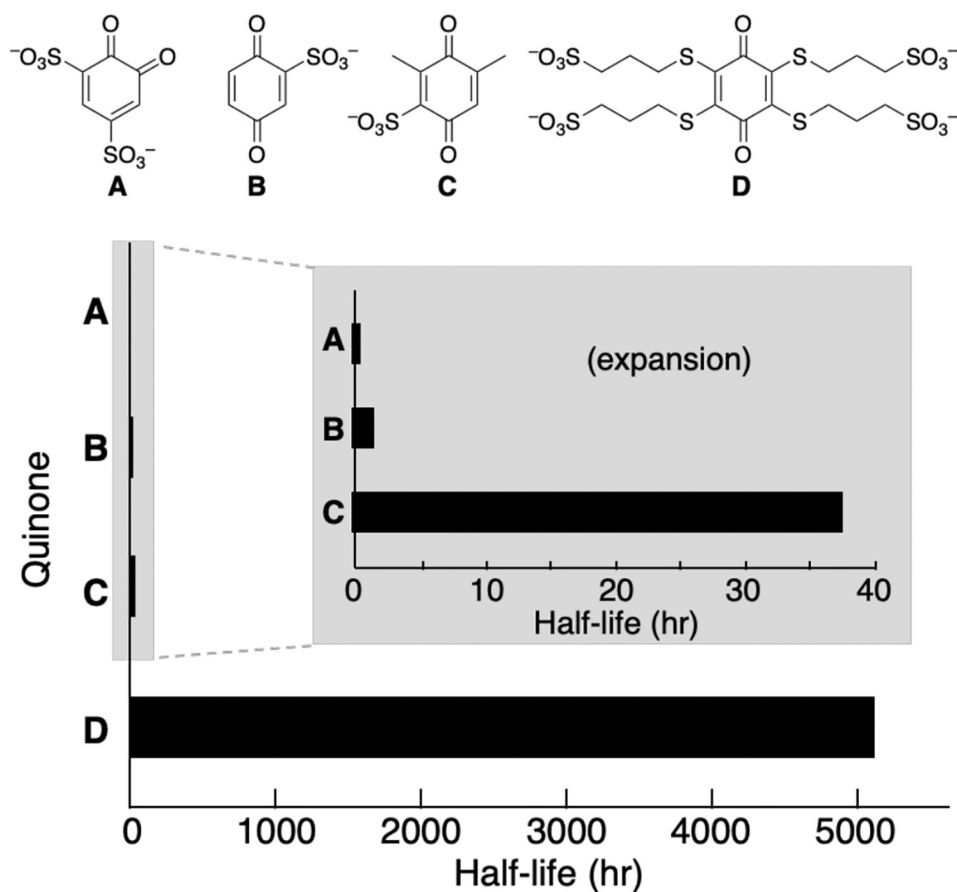 O
O
⁻O₃S
SO₃⁻
A
O
SO₃⁻
O
B
O
⁻O₃S
O
C
⁻O₃S
S
O
S
SO₃⁻
⁻O₃S
S
O
S
SO₃⁻
D
Quinone
A
B
C
D
A
B
C
(expansion)
0 10 20 30 40
Half-life (hr)
0 1000 2000 3000 4000 5000
Half-life (hr)